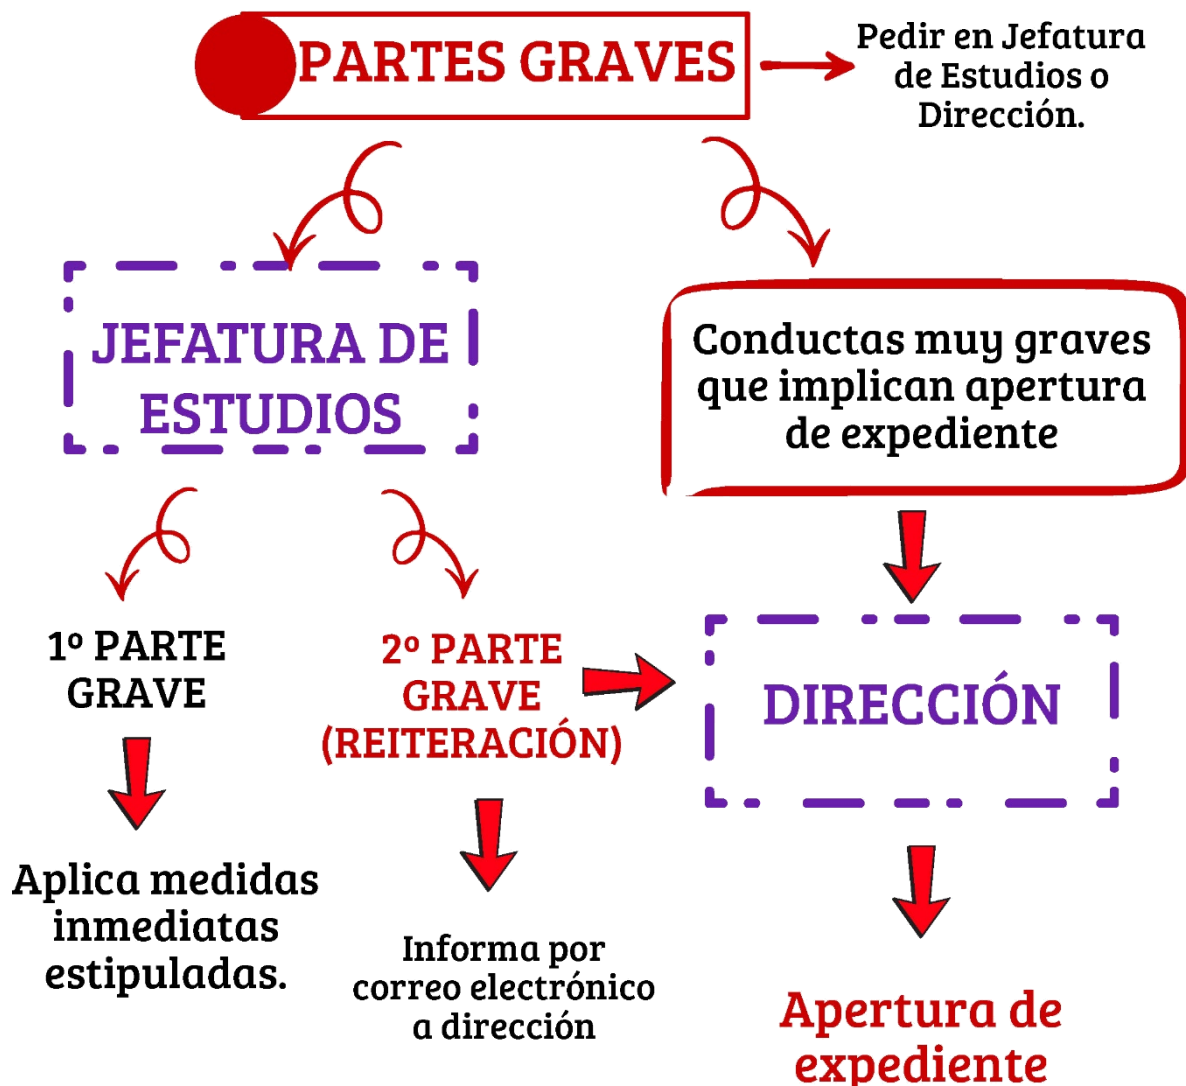 PARTES GRAVES
Pedir en Jefatura
de Estudios o
Dirección.
JEFATURA DE
ESTUDIOS
Conductas muy graves
que implican apertura
de expediente
1º PARTE
GRAVE
2º PARTE
GRAVE
(REITERACIÓN)
DIRECCIÓN
Aplica medidas
inmediatas
estipuladas.
Informa por
correo electrónico
a dirección
Apertura de
expediente